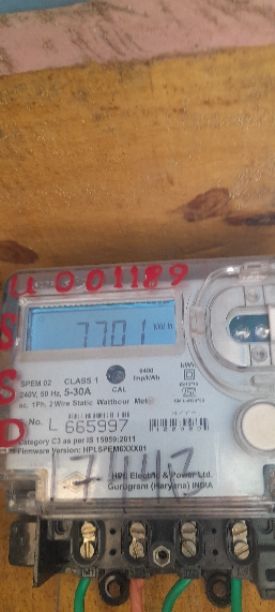 U001189
7701
kWh
S
S
D
SPEM 02 CLASS 1
240V, 50 Hz, 5-30A CAL
ac, 1Ph, 2 Wire Static Watthour Meter
No. L 665997
Category C3 as per IS 15959:2011
Firmware Version: HPLSPEM0XXX01
HPL Electric & Power Ltd.
Gurugram (Haryana) INDIA